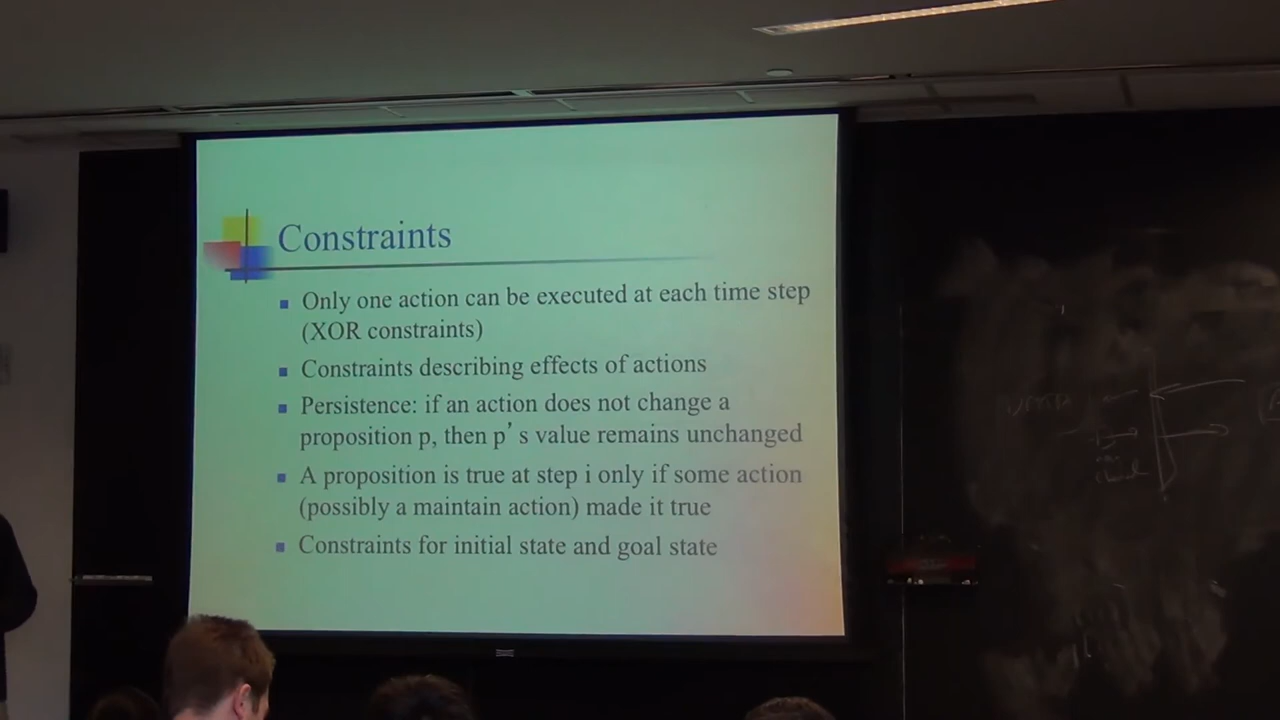 Constraints
Only one action can be executed at each time step
(XOR constraints)
Constraints describing effects of actions
Persistence: if an action does not change a
proposition p, then p's value remains unchanged
A proposition is true at step i only if some action
(possibly a maintain action) made it true
Constraints for initial state and goal state